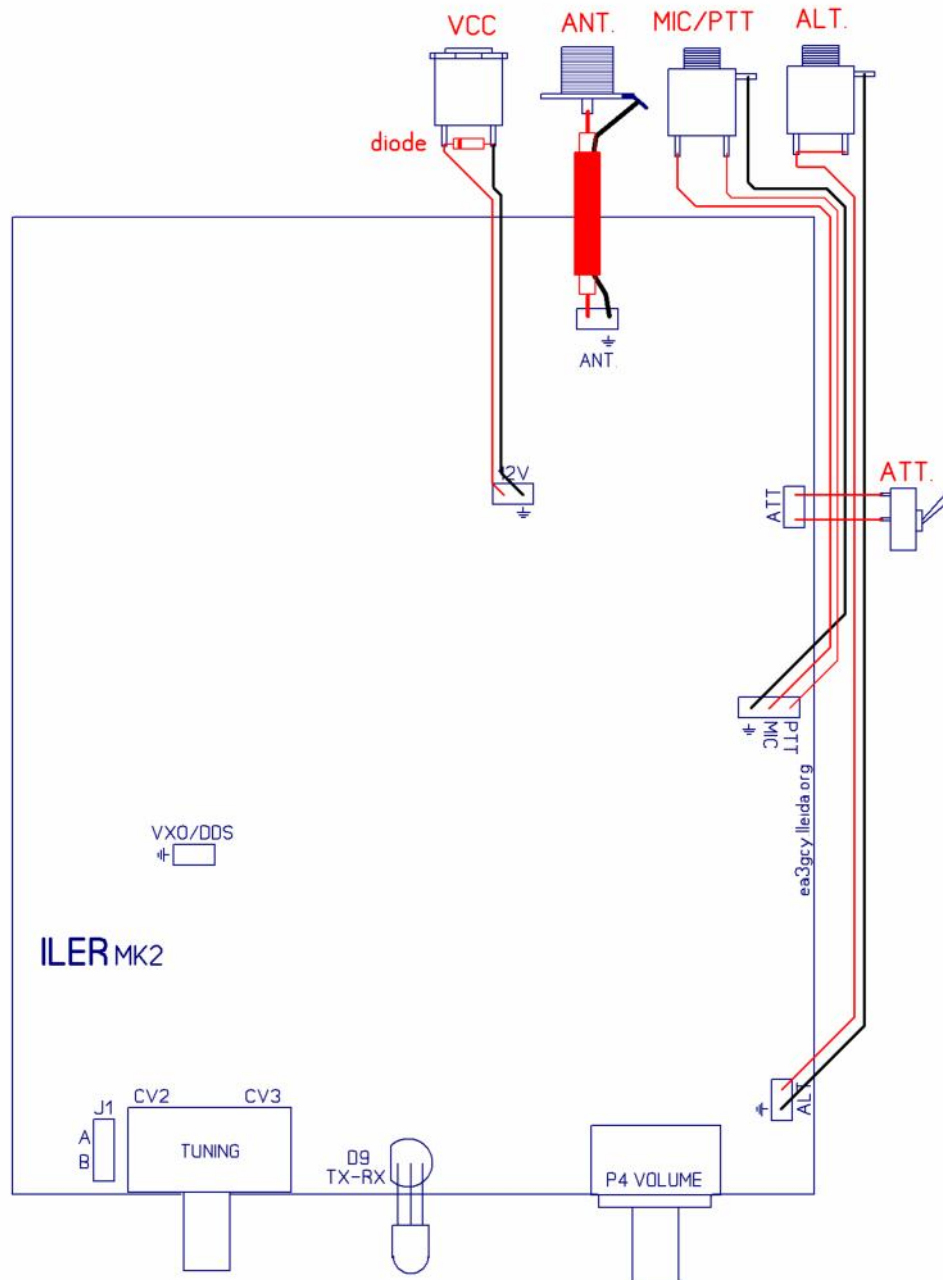 VCC
ANT.
MIC/PTT
ALT.
diode
ANT.
12V
ATT
ATT.
MIC
PTT
ea3gcy lleida org
VXO/DDS
ILER MK2
J1
A
B
CV2
CV3
TUNING
D9
TX-RX
P4 VOLUME
ALT